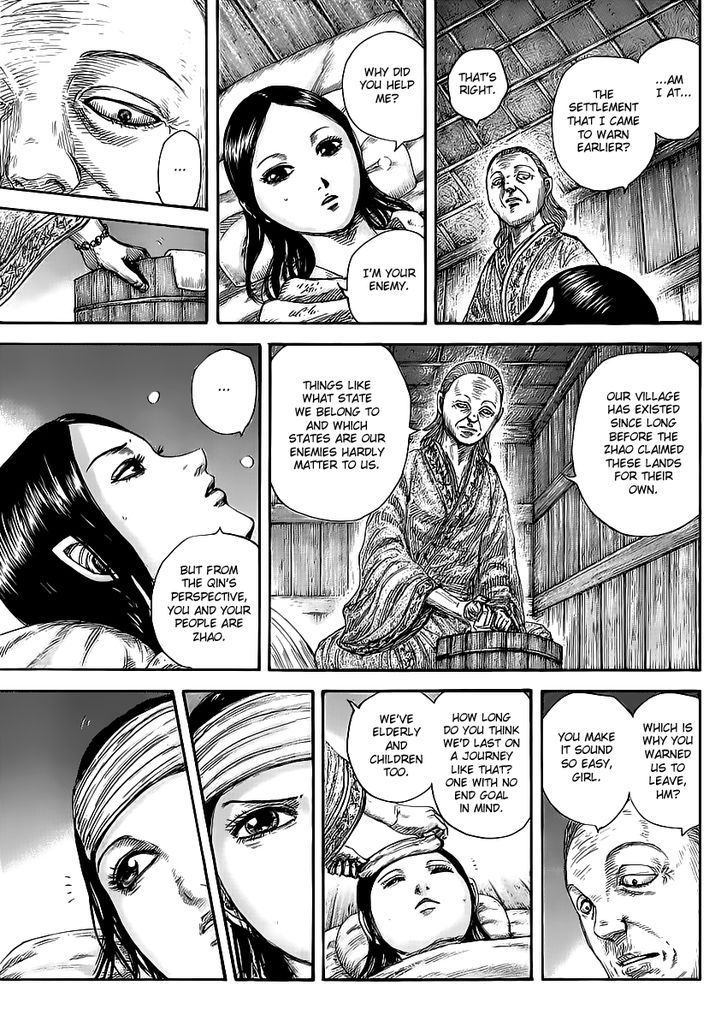 ...AM
I AT...
THE
SETTLEMENT
THAT I CAME
TO WARN
EARLIER?
THAT'S
RIGHT.
WHY DID
YOU HELP
ME?
I'M YOUR
ENEMY.
...
OUR VILLAGE
HAS EXISTED
SINCE LONG
BEFORE THE
ZHAO CLAIMED
THESE LANDS
FOR THEIR
OWN.
THINGS LIKE
WHAT STATE
WE BELONG TO
AND WHICH
STATES ARE OUR
ENEMIES HARDLY
MATTER TO US.
...
BUT FROM
THE QIN'S
PERSPECTIVE,
YOU AND YOUR
PEOPLE ARE
ZHAO.
WHICH IS
WHY YOU
WARNED
US TO
LEAVE,
HM?
YOU MAKE
IT SOUND
SO EASY,
GIRL.
HOW LONG
DO YOU THINK
WE'D LAST ON
A JOURNEY
LIKE THAT?
ONE WITH NO
END GOAL
IN MIND.
WE'VE
ELDERLY
AND
CHILDREN
TOO.